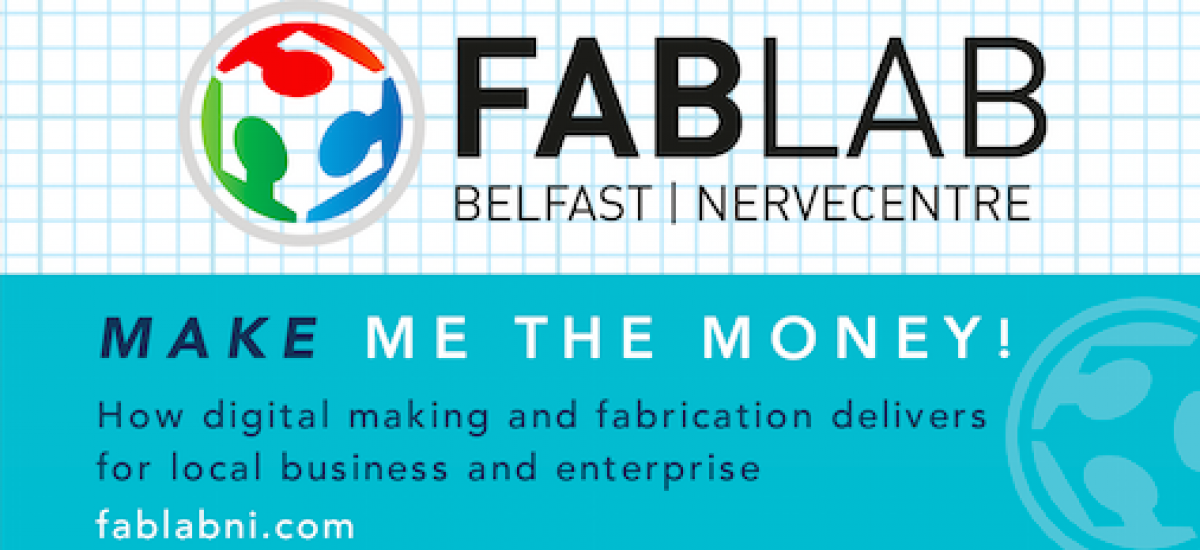 FABLAB
BELFAST | NERVECENTRE
MAKE ME THE MONEY!
How digital making and fabrication delivers
for local business and enterprise
fablabni.com